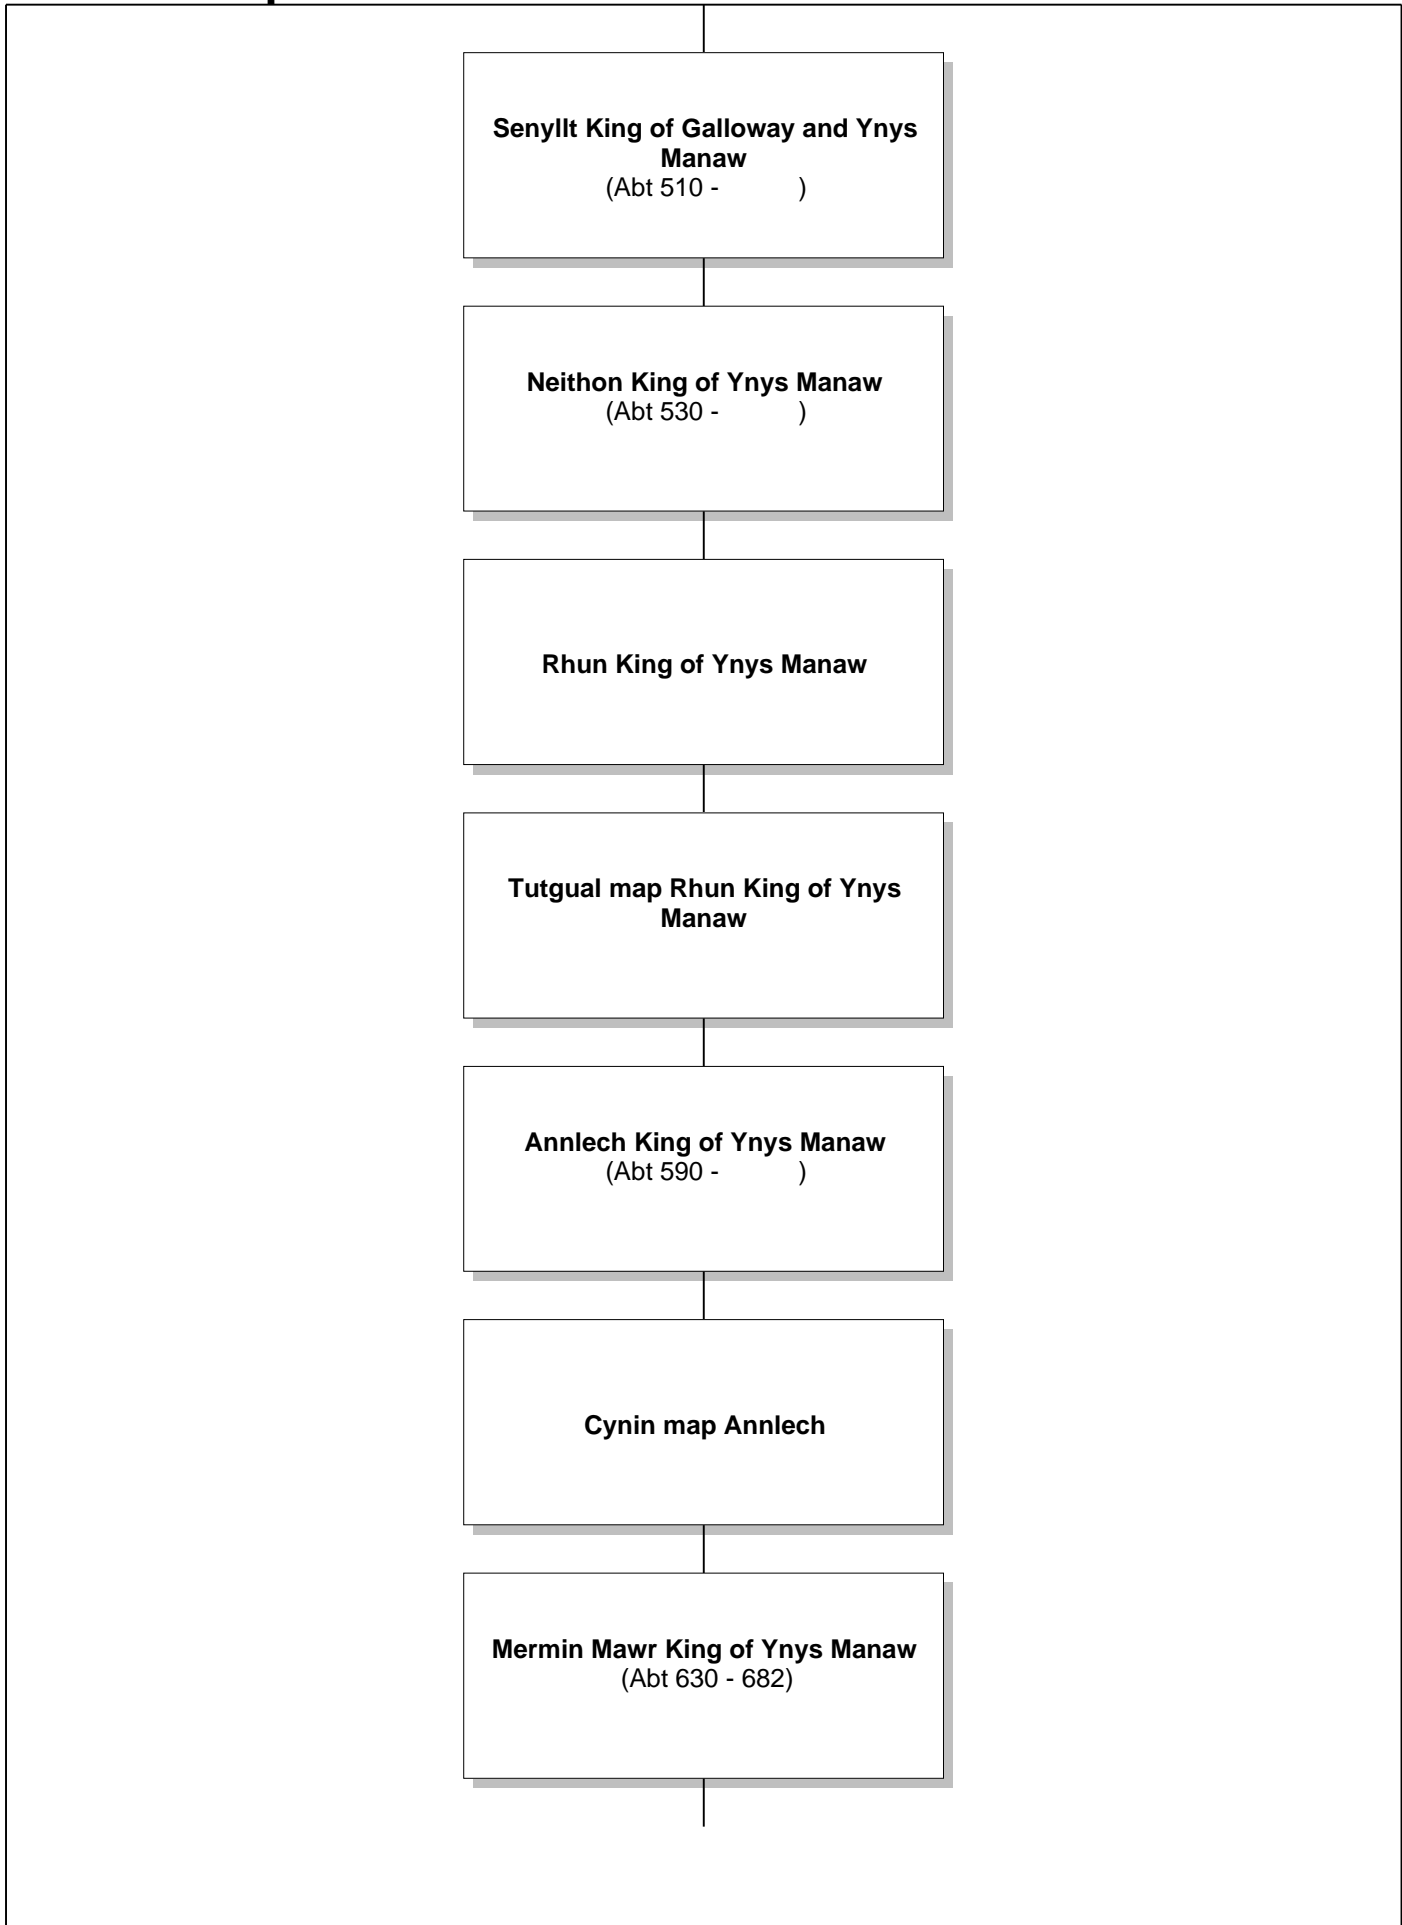 Senyllt King of Galloway and Ynys
Manaw
(Abt 510 - )
Neithon King of Ynys Manaw
(Abt 530 - )
Rhun King of Ynys Manaw
Tutgual map Rhun King of Ynys
Manaw
Annlech King of Ynys Manaw
(Abt 590 - )
Cynin map Annlech
Mermin Mawr King of Ynys Manaw
(Abt 630 - 682)